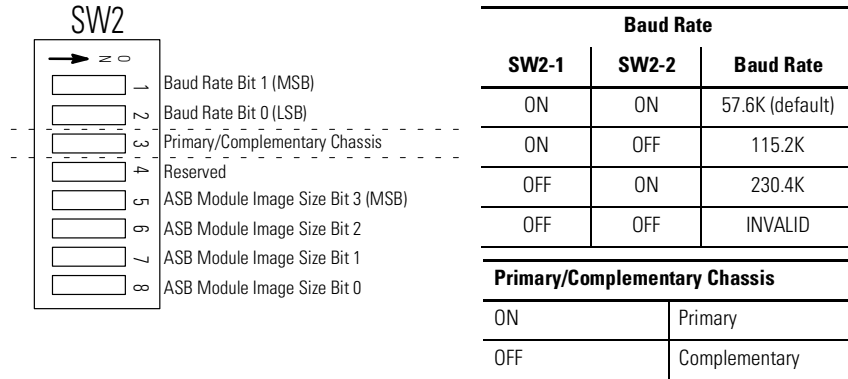 SW2
ON
1 Baud Rate Bit 1 (MSB)
2 Baud Rate Bit 0 (LSB)
3 Primary/Complementary Chassis
4 Reserved
5 ASB Module Image Size Bit 3 (MSB)
6 ASB Module Image Size Bit 2
7 ASB Module Image Size Bit 1
8 ASB Module Image Size Bit 0
Baud Rate
SW2-1 SW2-2 Baud Rate
ON ON 57.6K (default)
ON OFF 115.2K
OFF ON 230.4K
OFF OFF INVALID
Primary/Complementary Chassis
ON Primary
OFF Complementary